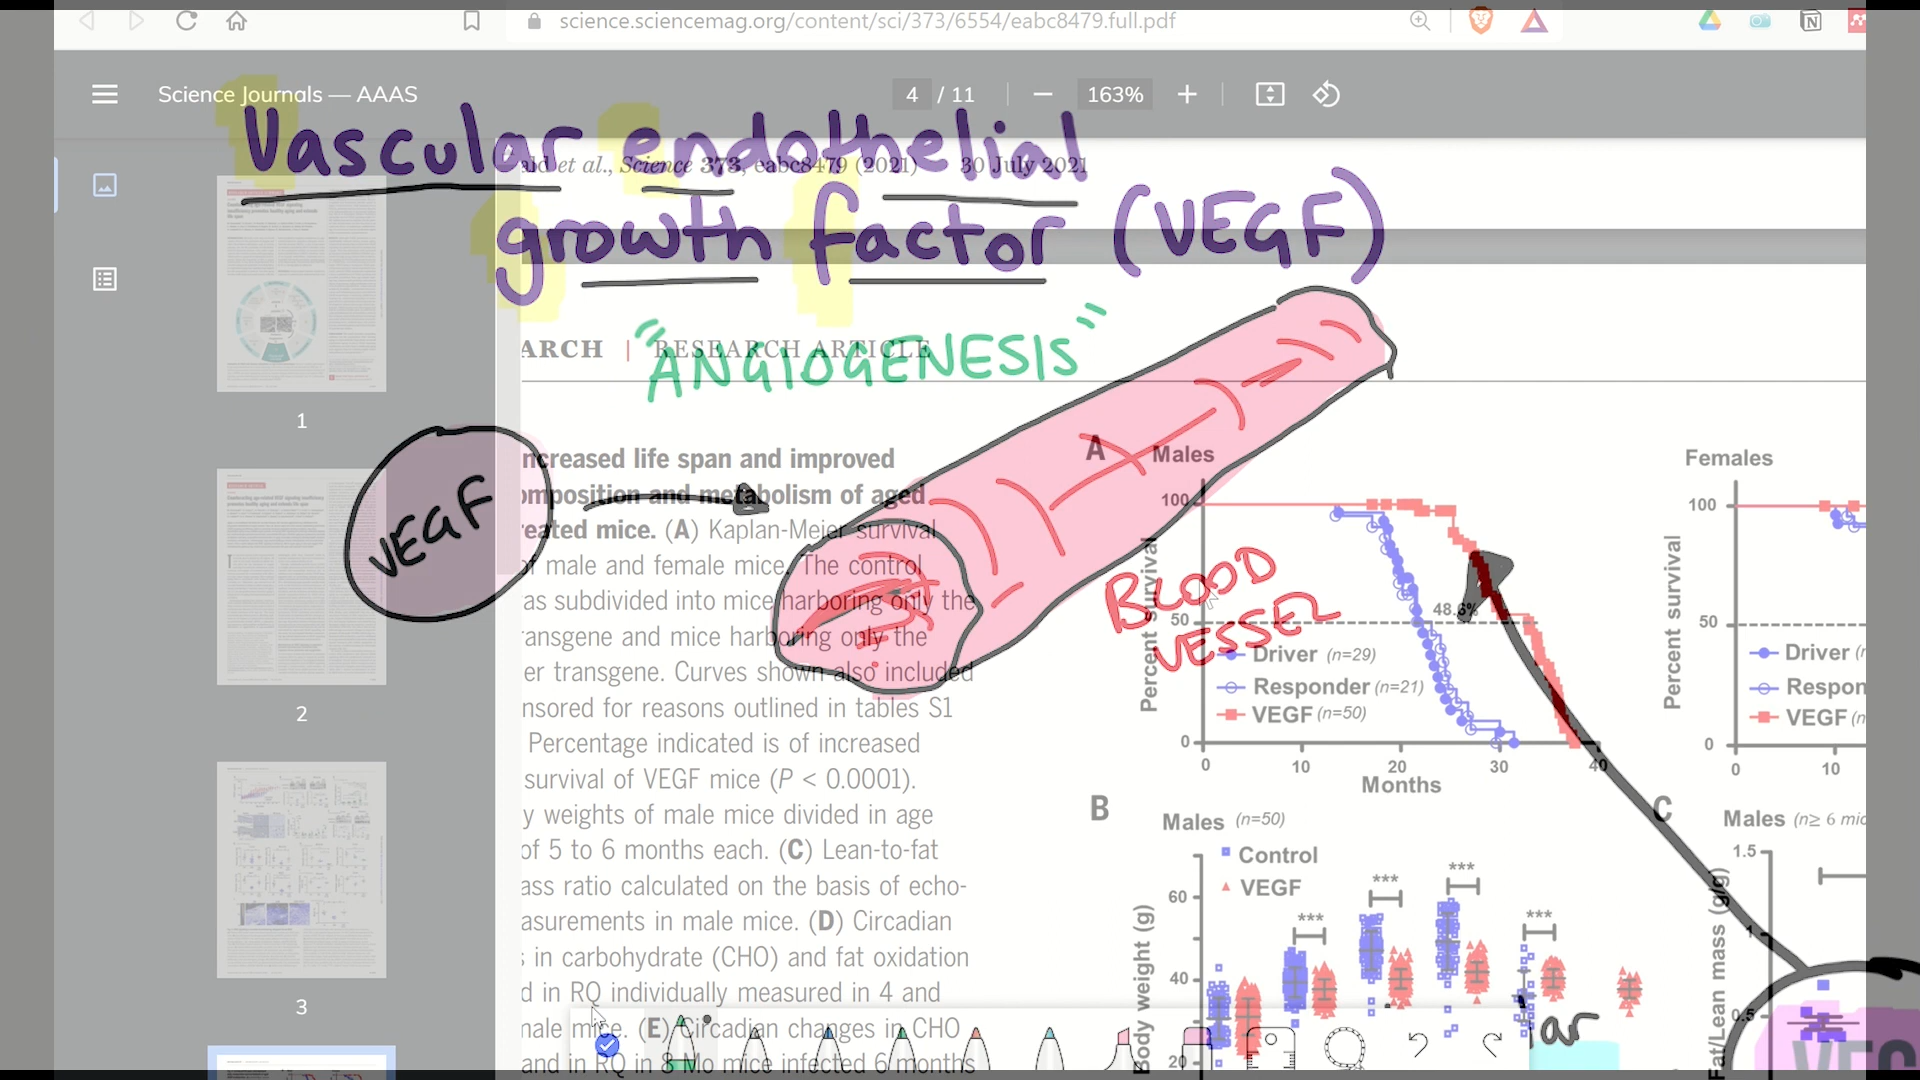 science.sciencemag.org/content/sci/373/6554/eabc8479.full.pdf
Science Journals — AAAS
4 / 11
163%
Vascular endothelial
growth factor (VEGF)
et al., Science 373, eabc8479 (2021) 30 July 2021
"ANGIOGENESIS"
ARCH | RESEARCH ARTICLE
VEGF
BLOOD
VESSEL
1
2
3
ncreased life span and improved
omposition and metabolism of aged
reated mice. (A) Kaplan-Meier survival
of male and female mice. The control
as subdivided into mice harboring only the
ransgene and mice harboring only the
er transgene. Curves shown also included
nsored for reasons outlined in tables S1
Percentage indicated is of increased
survival of VEGF mice (P < 0.0001).
y weights of male mice divided in age
of 5 to 6 months each. (C) Lean-to-fat
ass ratio calculated on the basis of echo-
asurements in male mice. (D) Circadian
s in carbohydrate (CHO) and fat oxidation
d in RQ individually measured in 4 and
male mice. (E) Circadian changes in CHO
and in RQ in 8 Mo mice infected 6 months
A
Males
Percent survival
100
50
0
48.6%
Driver (n=29)
Responder (n=21)
VEGF (n=50)
0 10 20 30 40
Months
Females
Percent survival
100
50
0
Driver
Respon
VEGF
0 10
B
Males (n=50)
Control
VEGF
Body weight (g)
60
40
20
*** *** *** ***
C
Males (n≥ 6 mic
Fat/Lean mass (g/g)
1.5
1
0.5
ar